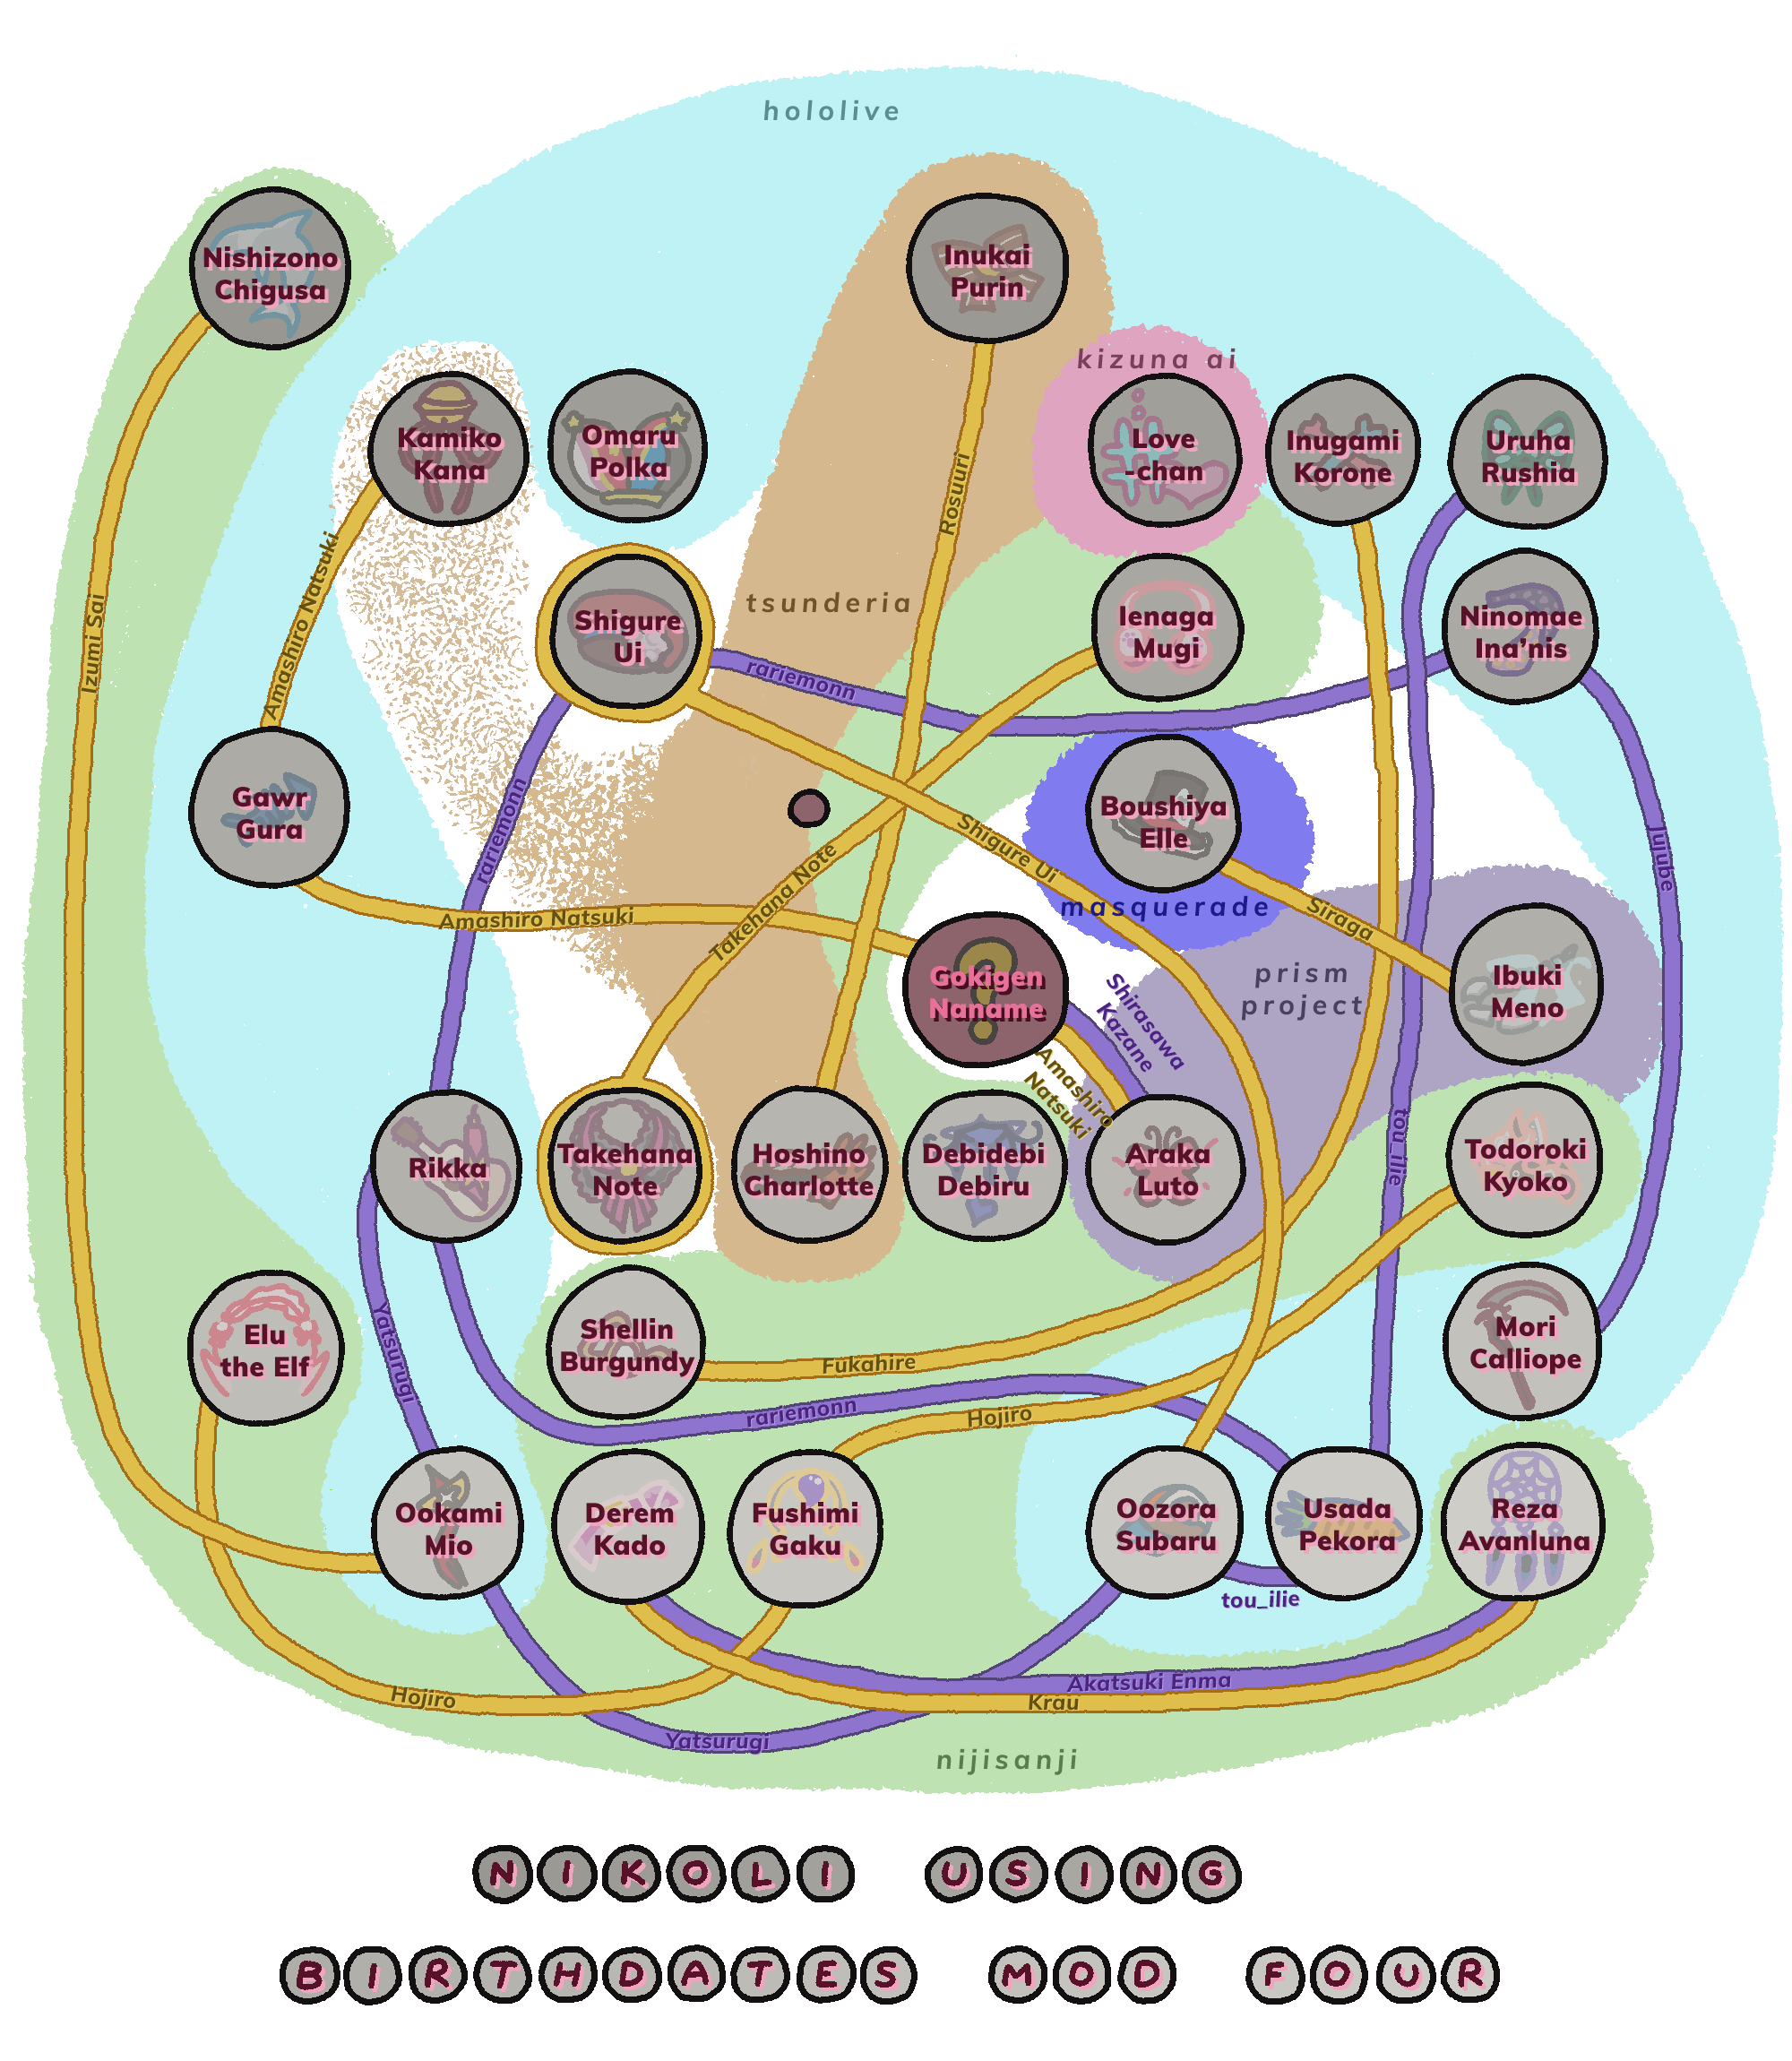 hololive
Nishizono
Chigusa
Inukai
Purin
kizuna ai
Kamiko
Kana
Omaru
Polka
Love
-chan
Inugami
Korone
Uruha
Rushia
Rosuuri
Amashiro Natsuki
Izumi Sai
tsunderia
Shigure
Ui
Ienaga
Mugi
Ninomae
Ina'nis
rariemonn
Gawr
Gura
rariemonn
Takehana Note
Shigure Ui
Boushiya
Elle
Jujube
masquerade
Siraga
Amashiro Natsuki
Gokigen
Naname
Shirasawa
Kazane
prism
project
Ibuki
Meno
Amashiro
Natsuki
tou_ilie
Rikka
Takehana
Note
Hoshino
Charlotte
Debidebi
Debiru
Araka
Luto
Todoroki
Kyoko
Elu
the Elf
Yatsurugi
Shellin
Burgundy
Fukahire
Mori
Calliope
rariemonn
Hojiro
Ookami
Mio
Derem
Kado
Fushimi
Gaku
Oozora
Subaru
Usada
Pekora
Reza
Avanluna
tou_ilie
Hojiro
Akatsuki Enma
Krau
Yatsurugi
nijisanji
NIKOLI USING
BIRTHDATES MOD FOUR